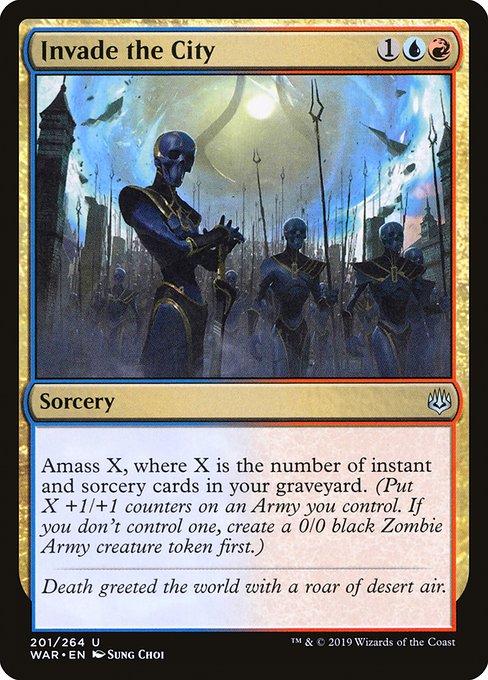 Invade the City 1
Sorcery
Amass X, where X is the number of instant
and sorcery cards in your graveyard. (Put
X +1/+1 counters on an Army you control. If
you don't control one, create a 0/0 black Zombie
Army creature token first.)
Death greeted the world with a roar of desert air.
201/264 U
WAR • EN Sung Choi
™ & © 2019 Wizards of the Coast